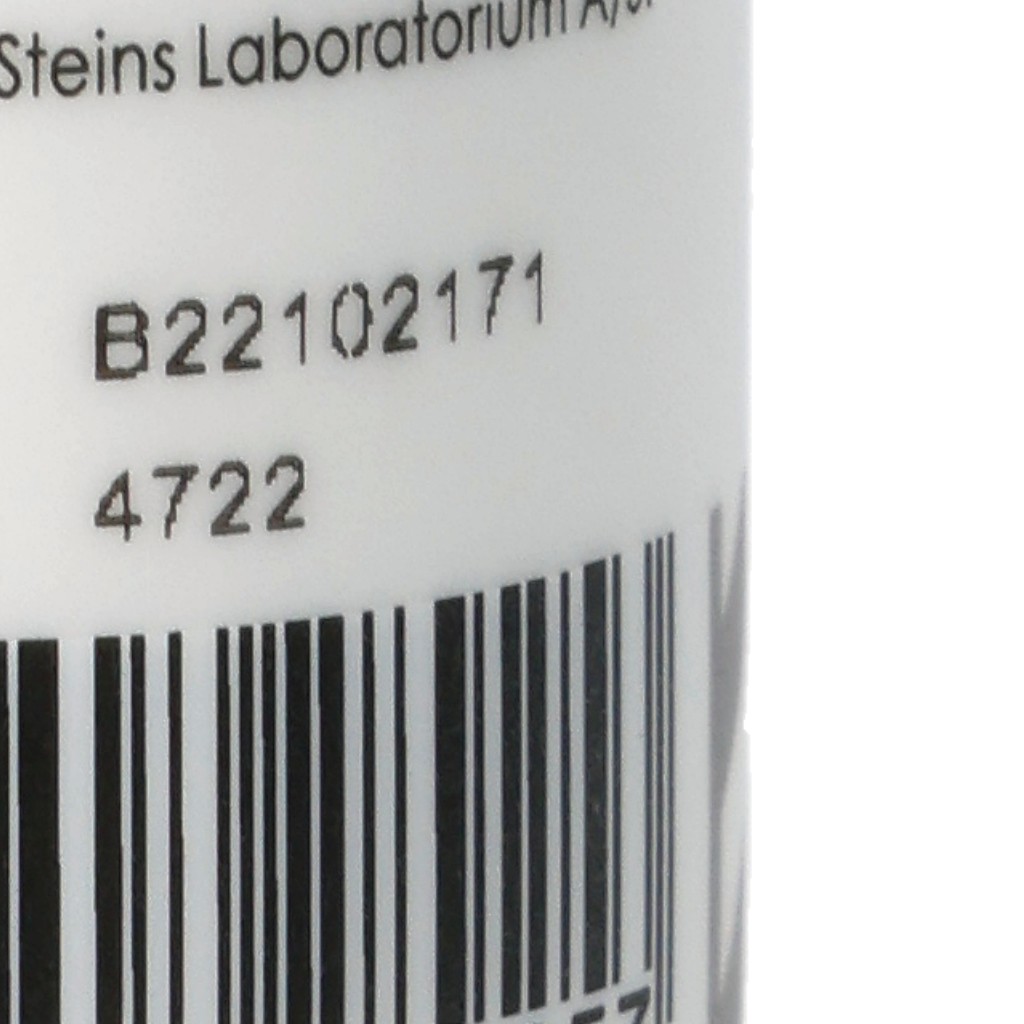 Steins Laboratorium A/S.
B22102171
4722